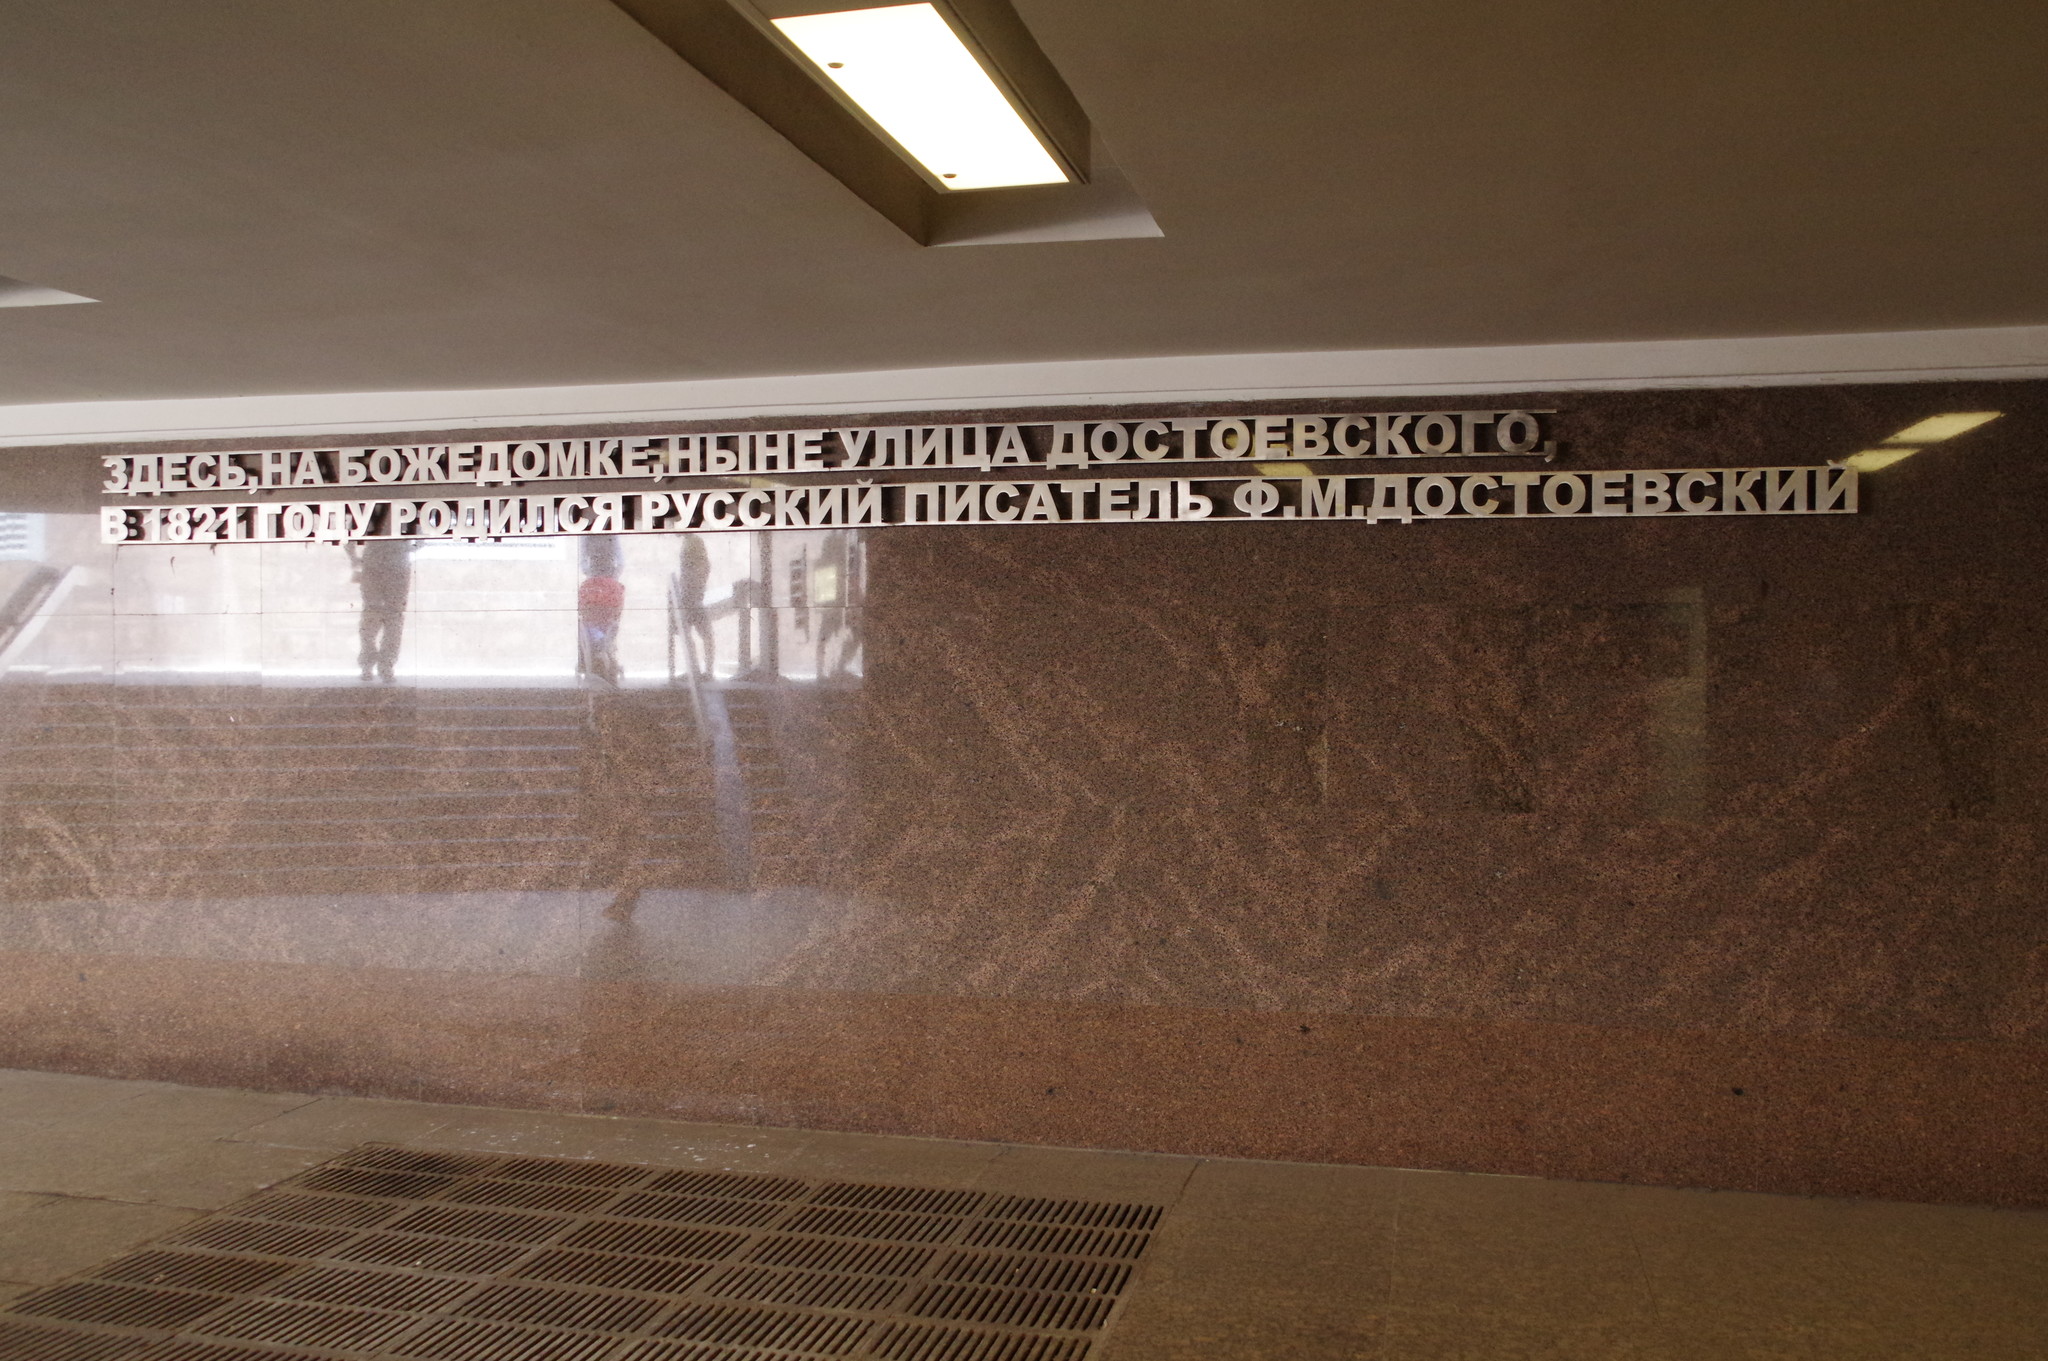 ЗДЕСЬ,НА БОЖЕДОМКЕ,НЫНЕ УЛИЦА ДОСТОЕВСКОГО,
В 1821 ГОДУ РОДИЛСЯ РУССКИЙ ПИСАТЕЛЬ Ф.М.ДОСТОЕВСКИЙ